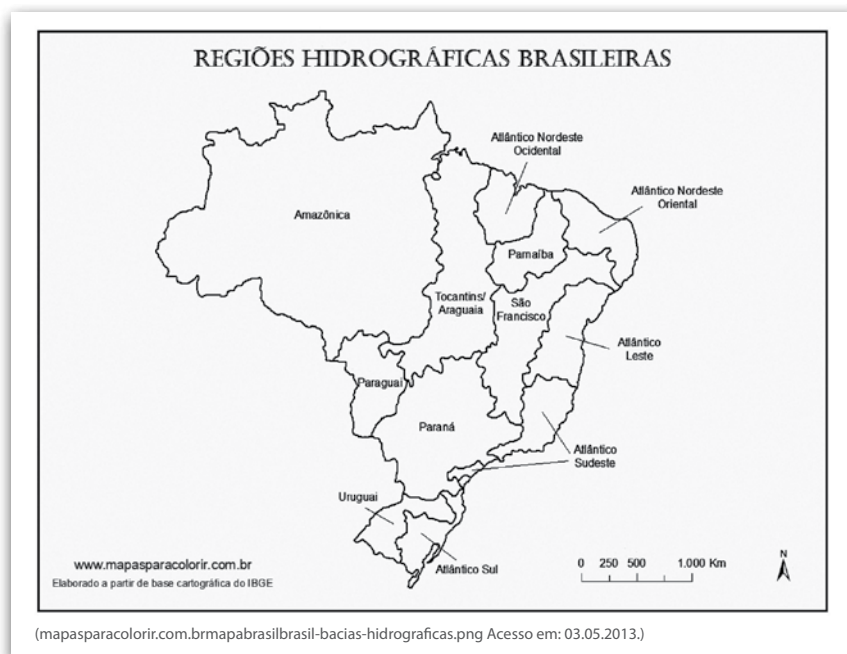 REGIÕES HIDROGRÁFICAS BRASILEIRAS
Atlântico Nordeste
Ocidental
Atlântico Nordeste
Oriental
Amazônica
Parnaíba
Tocantins/
Araguaia
São
Francisco
Atlântico
Leste
Paraguai
Paraná
Atlântico
Sudeste
Uruguai
Atlântico Sul
www.mapasparacolorir.com.br
Elaborado a partir de base cartográfica do IBGE
0 250 500 1.000 Km
N
(mapasparacolorir.com.brmapabrasilbrasil-bacias-hidrograficas.png Acesso em: 03.05.2013.)